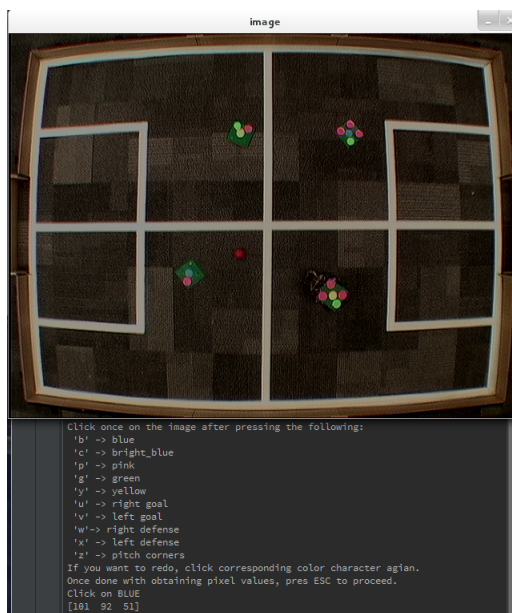 image
Click once on the image after pressing the following:
'b' -> blue
'c' -> bright_blue
'p' -> pink
'g' -> green
'y' -> yellow
'u' -> right goal
'v' -> left goal
'w'-> right defense
'x' -> left defense
'z' -> pitch corners
If you want to redo, click corresponding color character agian.
Once done with obtaining pixel values, pres ESC to proceed.
Click on BLUE
[101  92  51]